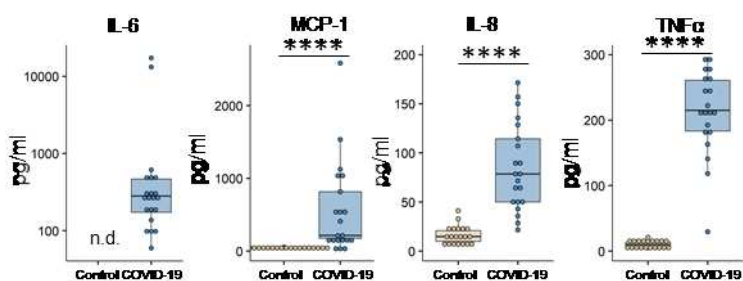 IL-6
MCP-1
IL-8
TNFα
****
****
****
pg/ml
10000
1000
100
n.d.
Control COVID-19
pg/ml
2000
1000
0
Control COVID-19
pg/ml
200
150
100
50
0
Control COVID-19
pg/ml
300
200
100
0
Control COVID-19